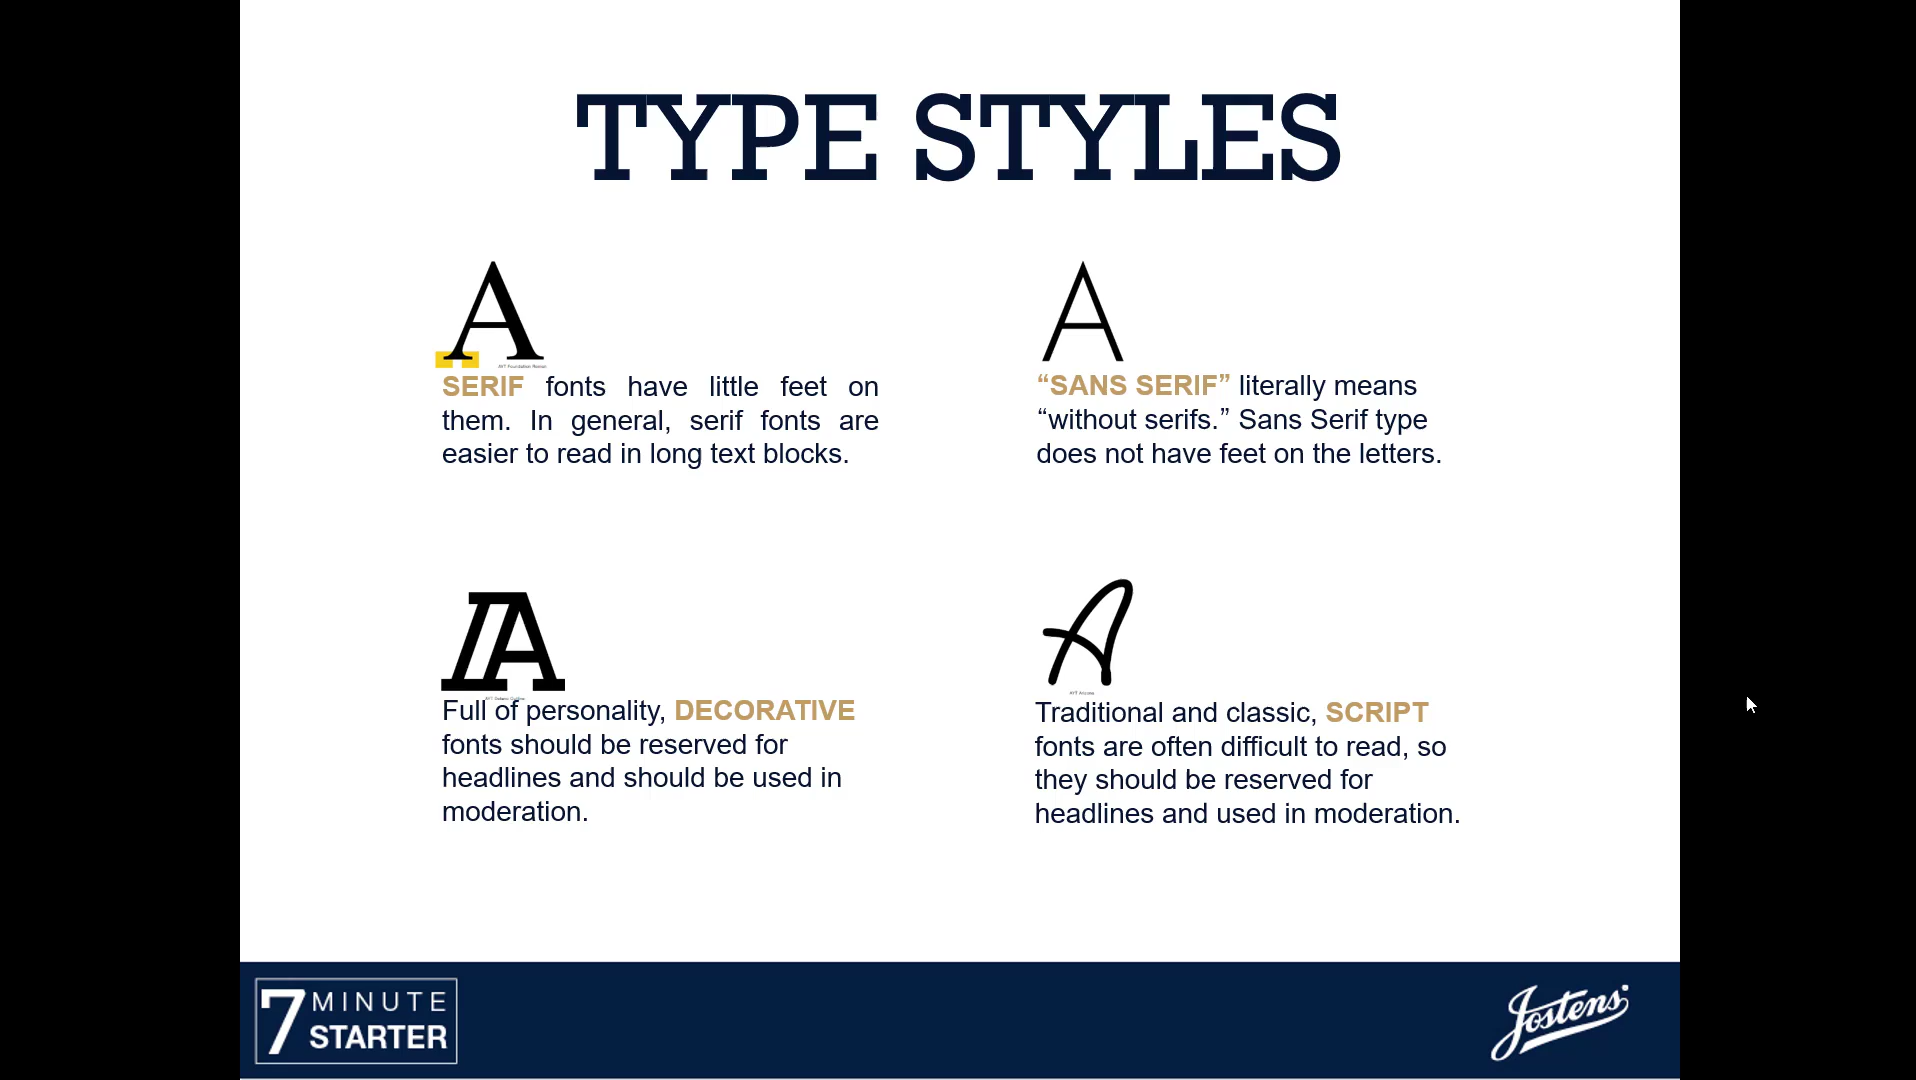 TYPE STYLES
A
AYT Foundation Roman
SERIF fonts have little feet on
them. In general, serif fonts are
easier to read in long text blocks.
A
“SANS SERIF” literally means
“without serifs.” Sans Serif type
does not have feet on the letters.
A
Full of personality, DECORATIVE
fonts should be reserved for
headlines and should be used in
moderation.
A
Traditional and classic, SCRIPT
fonts are often difficult to read, so
they should be reserved for
headlines and used in moderation.
7 MINUTE
STARTER
Jostens